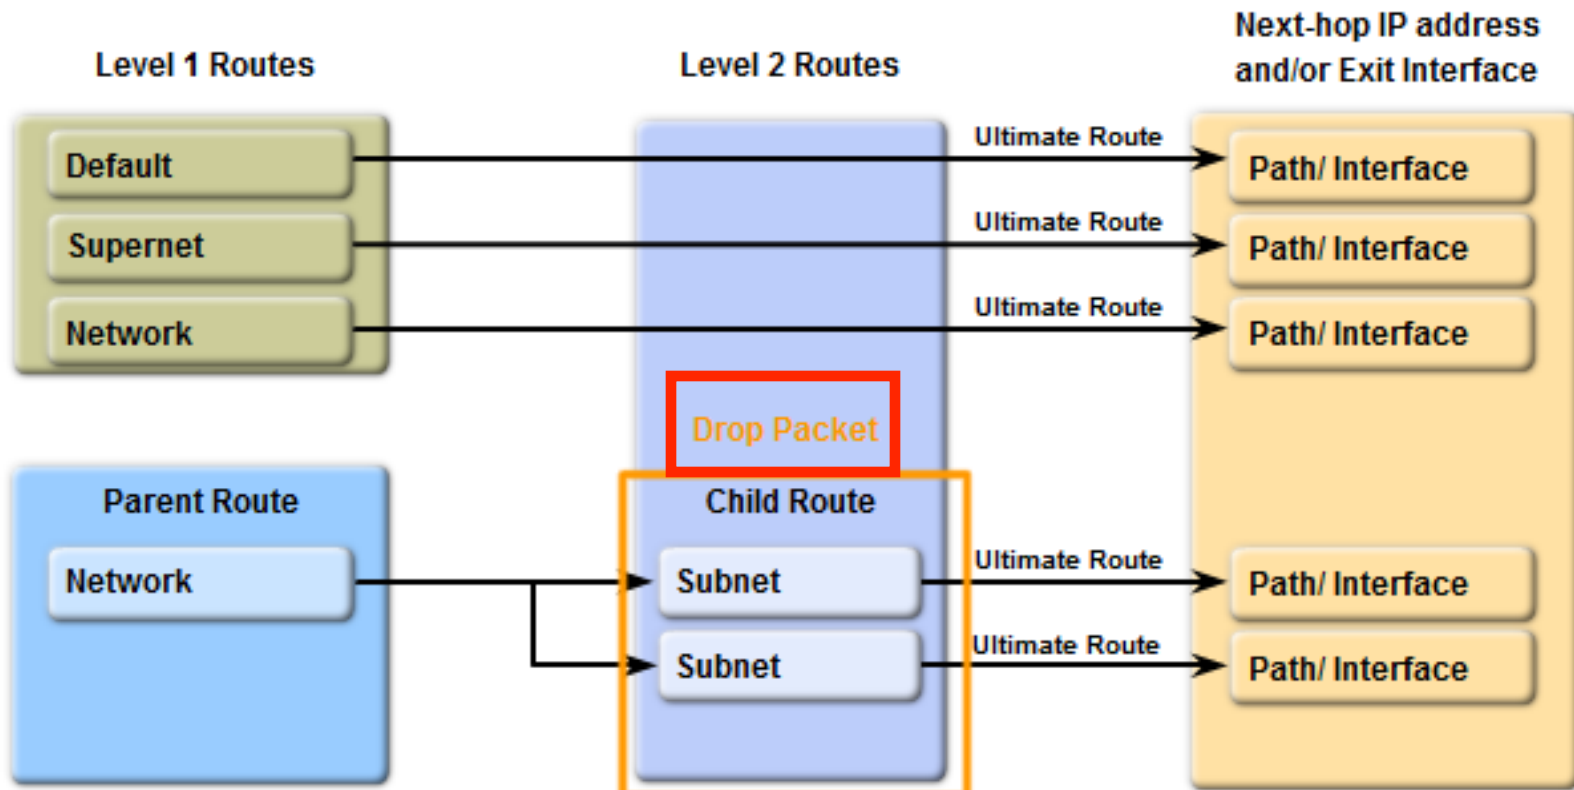 Level 1 Routes
Level 2 Routes
Next-hop IP address
and/or Exit Interface
Default
Ultimate Route
Path/ Interface
Supernet
Ultimate Route
Path/ Interface
Network
Ultimate Route
Path/ Interface
Drop Packet
Parent Route
Child Route
Network
Subnet
Ultimate Route
Path/ Interface
Subnet
Ultimate Route
Path/ Interface